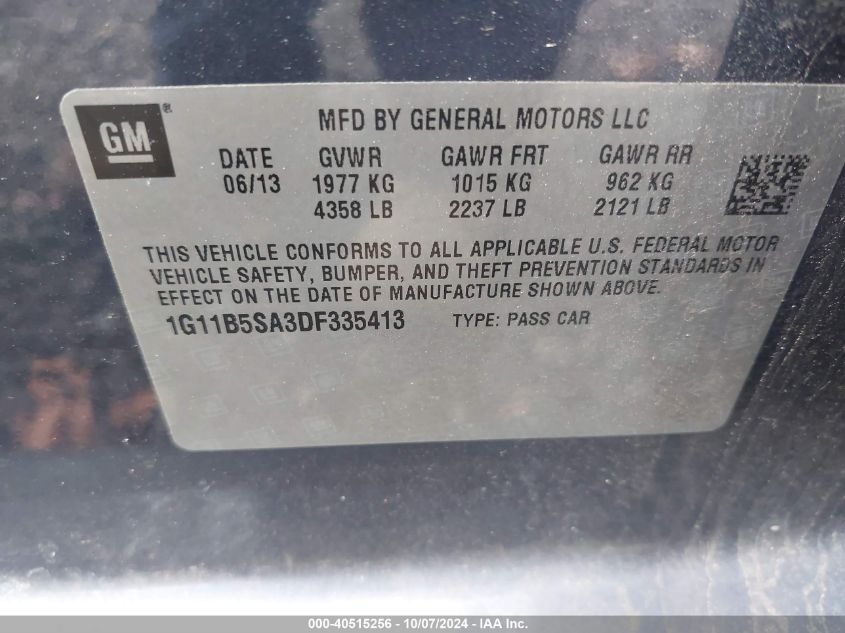 GM ®
MFD BY GENERAL MOTORS LLC
DATE GVWR GAWR FRT GAWR RR
06/13 1977 KG 1015 KG 962 KG
4358 LB 2237 LB 2121 LB
THIS VEHICLE CONFORMS TO ALL APPLICABLE U.S. FEDERAL MOTOR
VEHICLE SAFETY, BUMPER, AND THEFT PREVENTION STANDARDS IN
EFFECT ON THE DATE OF MANUFACTURE SHOWN ABOVE.
1G11B5SA3DF335413 TYPE: PASS CAR
000-40515256 - 10/07/2024 - IAA Inc.